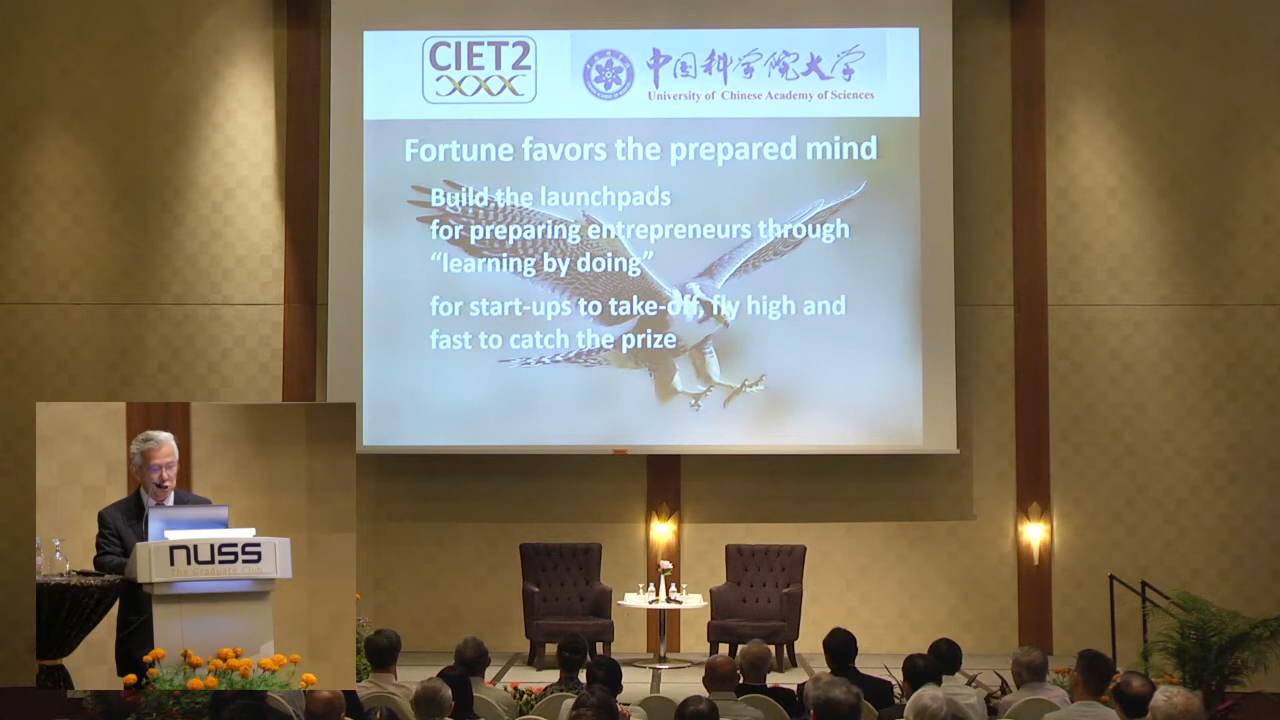 CIET2
中国科学院大学
University of Chinese Academy of Sciences
Fortune favors the prepared mind
Build the launchpads
for preparing entrepreneurs through
“learning by doing”
for start-ups to take-off, fly high and
fast to catch the prize
nuss
The Graduate Club